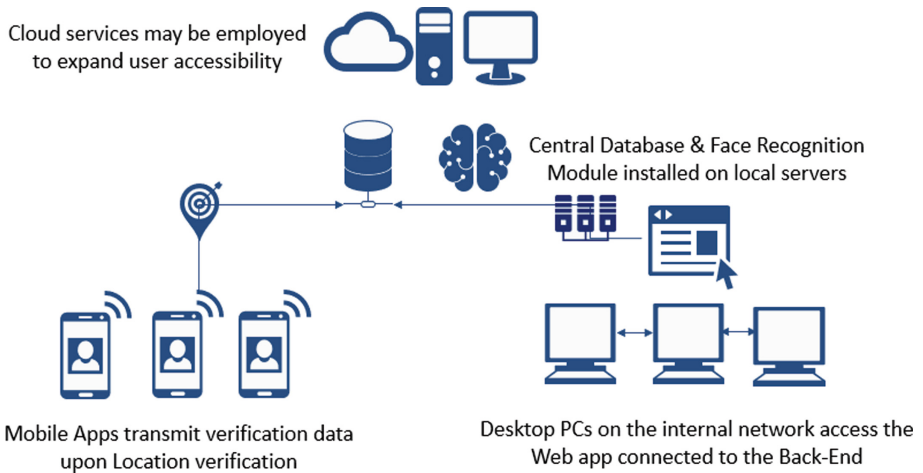 Cloud services may be employed
to expand user accessibility
Central Database & Face Recognition
Module installed on local servers
Mobile Apps transmit verification data
upon Location verification
Desktop PCs on the internal network access the
Web app connected to the Back-End